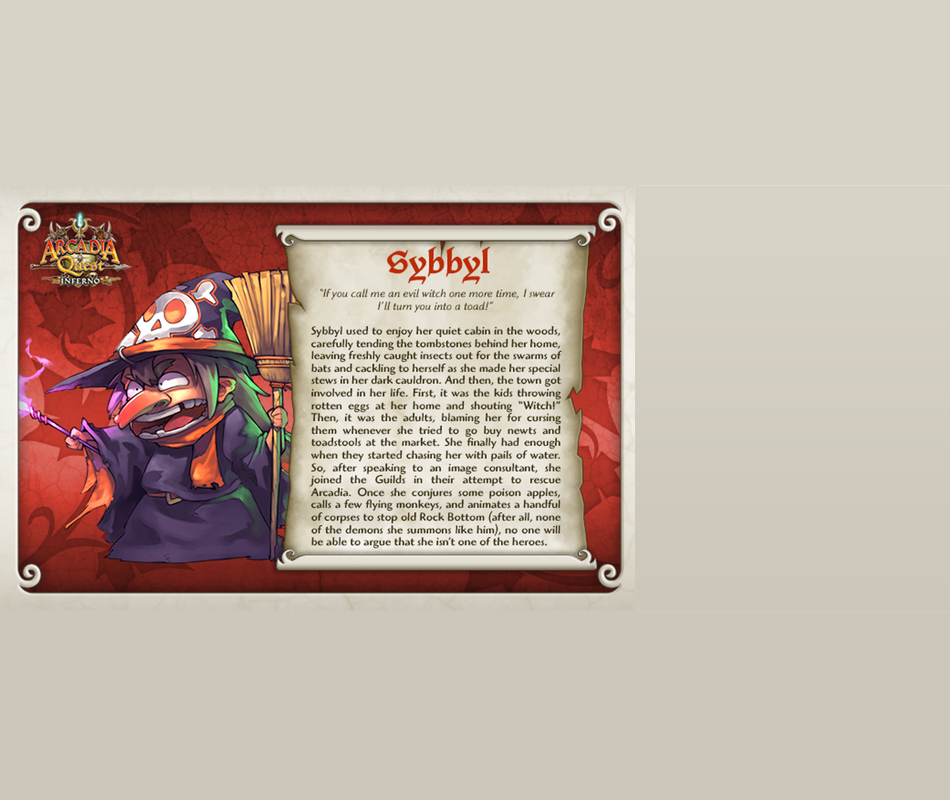 ARCADIA
Quest
INFERNO
Sybbyl
"If you call me an evil witch one more time, I swear
I'll turn you into a toad!"
Sybbyl used to enjoy her quiet cabin in the woods,
carefully tending the tombstones behind her home,
leaving freshly caught insects out for the swarms of
bats and cackling to herself as she made her special
stews in her dark cauldron. And then, the town got
involved in her life. First, it was the kids throwing
rotten eggs at her home and shouting "Witch!"
Then, it was the adults, blaming her for cursing
them whenever she tried to go buy newts and
toadstools at the market. She finally had enough
when they started chasing her with pails of water.
So, after speaking to an image consultant, she
joined the Guilds in their attempt to rescue
Arcadia. Once she conjures some poison apples,
calls a few flying monkeys, and animates a handful
of corpses to stop old Rock Bottom (after all, none
of the demons she summons like him), no one will
be able to argue that she isn't one of the heroes.